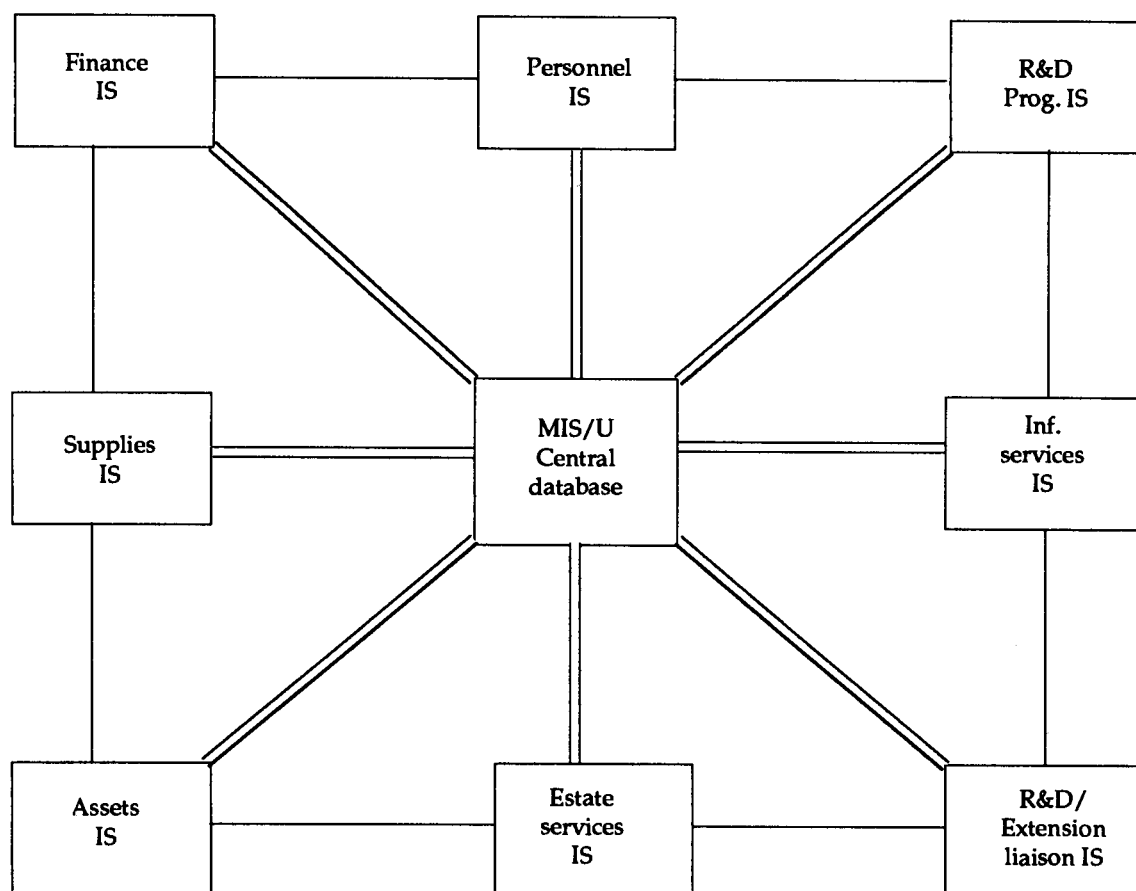 Finance
IS
Personnel
IS
R&D
Prog. IS
Supplies
IS
MIS/U
Central
database
Inf.
services
IS
Assets
IS
Estate
services
IS
R&D/
Extension
liaison IS